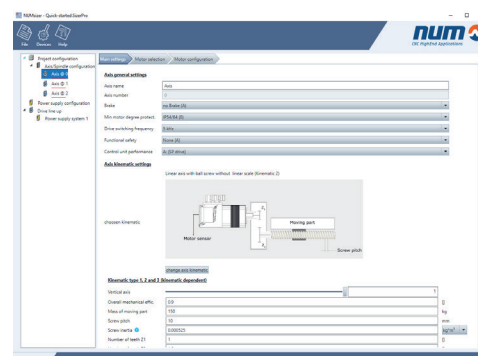 NUMsizer - Quick-started.SizerPro
File Devices Help
num
CNC HighEnd Applications
Project configuration
Axis/Spindle configuration
Axis @ 0
Axis @ 1
Axis @ 2
Power supply configuration
Drive line up
Power supply system 1
Main settings Motor selection Motor configuration
Axis general settings
Axis name Axis
Axis number 0
Brake no Brake (A)
Min motor degree protect.
Drive switching frequency 5 kHz
Functional safety None (X)
Control unit performance
Axis kinematic settings
Linear axis with ball screw without linear scale (Kinematic 2)
choosen kinematic
Motor sensor
Moving part
Screw pitch
change axis kinematic
Kinematic type 1, 2 and 3 (kinematic dependent)
Vertical axis 1
Overall mechanical effic. 0.9 []
Mass of moving part 150 kg
Screw pitch 10 mm
Screw inertia 0.000525 kg*m²
Number of teeth Z1 1 []